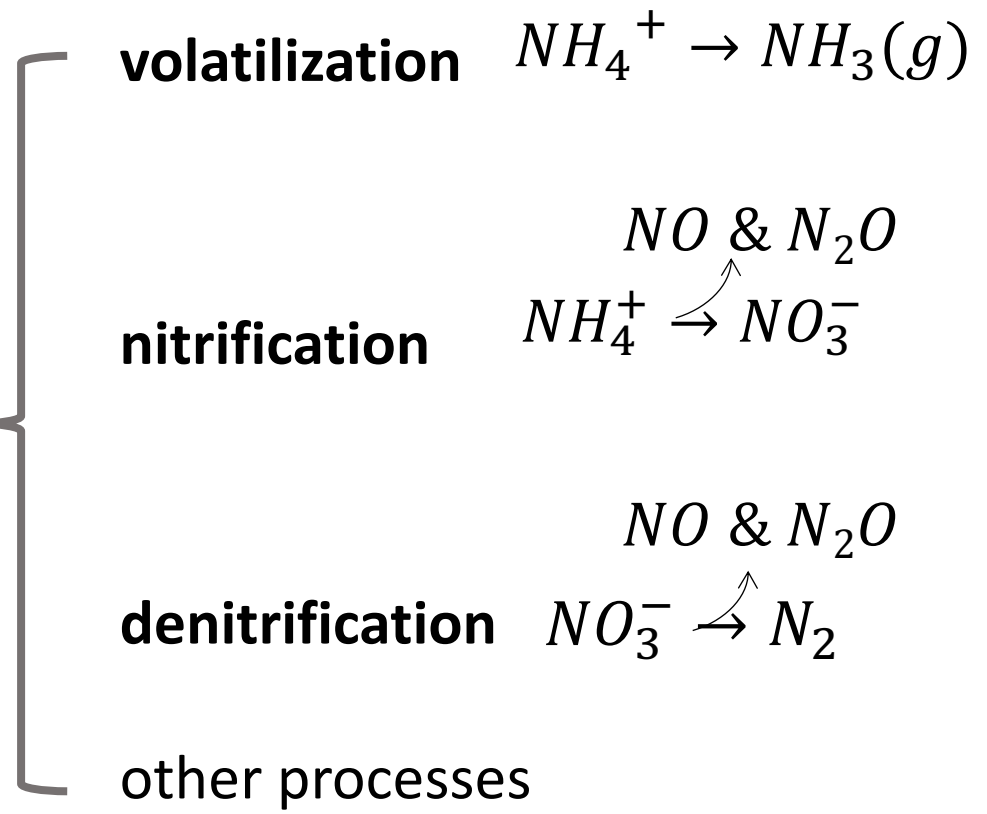 volatilization NH₄⁺ → NH₃(g)
NO & N₂O
nitrification NH₄⁺ → NO₃⁻
NO & N₂O
denitrification NO₃⁻ → N₂
other processes